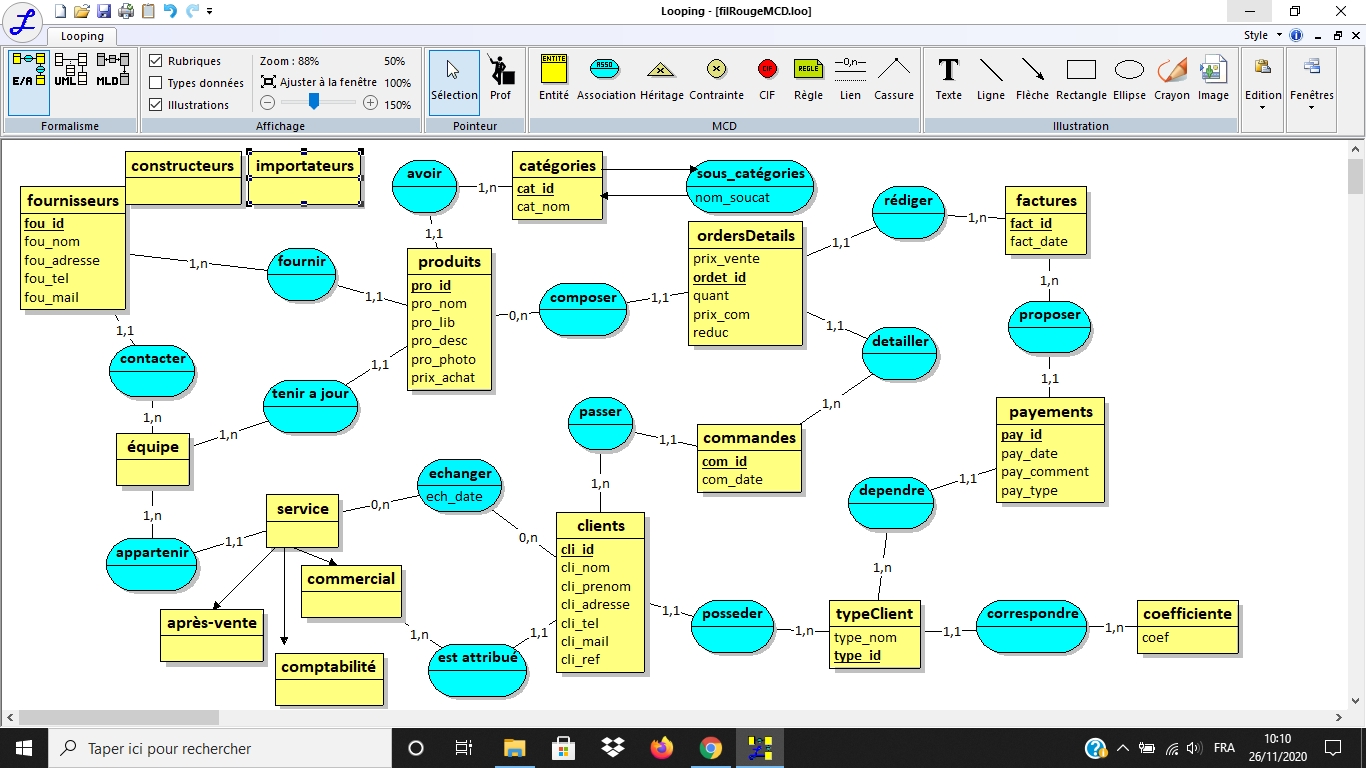 Looping - [filRougeMCD.loo]
Looping
Style
E/A
UML
MLD
Formalisme
Rubriques
Types données
Illustrations
Zoom : 88%
50%
Ajuster à la fenêtre
100%
150%
Affichage
Sélection
Prof
Pointeur
ENTITÉ
Entité
ASSO
Association
Héritage
Contrainte
CIF
CIF
RÈGLE
Règle
—0,n—
Lien
Cassure
MCD
Texte
Ligne
Flèche
Rectangle
Ellipse
Crayon
Image
Illustration
Edition
Fenêtres
constructeurs
importateurs
fournisseurs
fou_id
fou_nom
fou_adresse
fou_tel
fou_mail
avoir
1,n
1,1
catégories
cat_id
cat_nom
sous_catégories
nom_soucat
rédiger
1,1
1,n
factures
fact_id
fact_date
1,n
fournir
1,1
produits
pro_id
pro_nom
pro_lib
pro_desc
pro_photo
prix_achat
0,n
composer
1,1
ordersDetails
prix_vente
ordet_id
quant
prix_com
reduc
1,1
detailler
1,n
1,n
proposer
1,1
1,1
contacter
1,n
1,1
tenir a jour
1,n
équipe
passer
1,1
1,n
commandes
com_id
com_date
payements
pay_id
pay_date
pay_comment
pay_type
1,1
dependre
1,n
1,n
appartenir
1,1
service
0,n
echanger
ech_date
0,n
clients
cli_id
cli_nom
cli_prenom
cli_adresse
cli_tel
cli_mail
cli_ref
commercial
après-vente
comptabilité
1,n
est attribué
1,1
1,1
posseder
1,n
typeClient
type_nom
type_id
1,1
correspondre
1,n
coefficiente
coef
Taper ici pour rechercher
FRA
10:10
26/11/2020